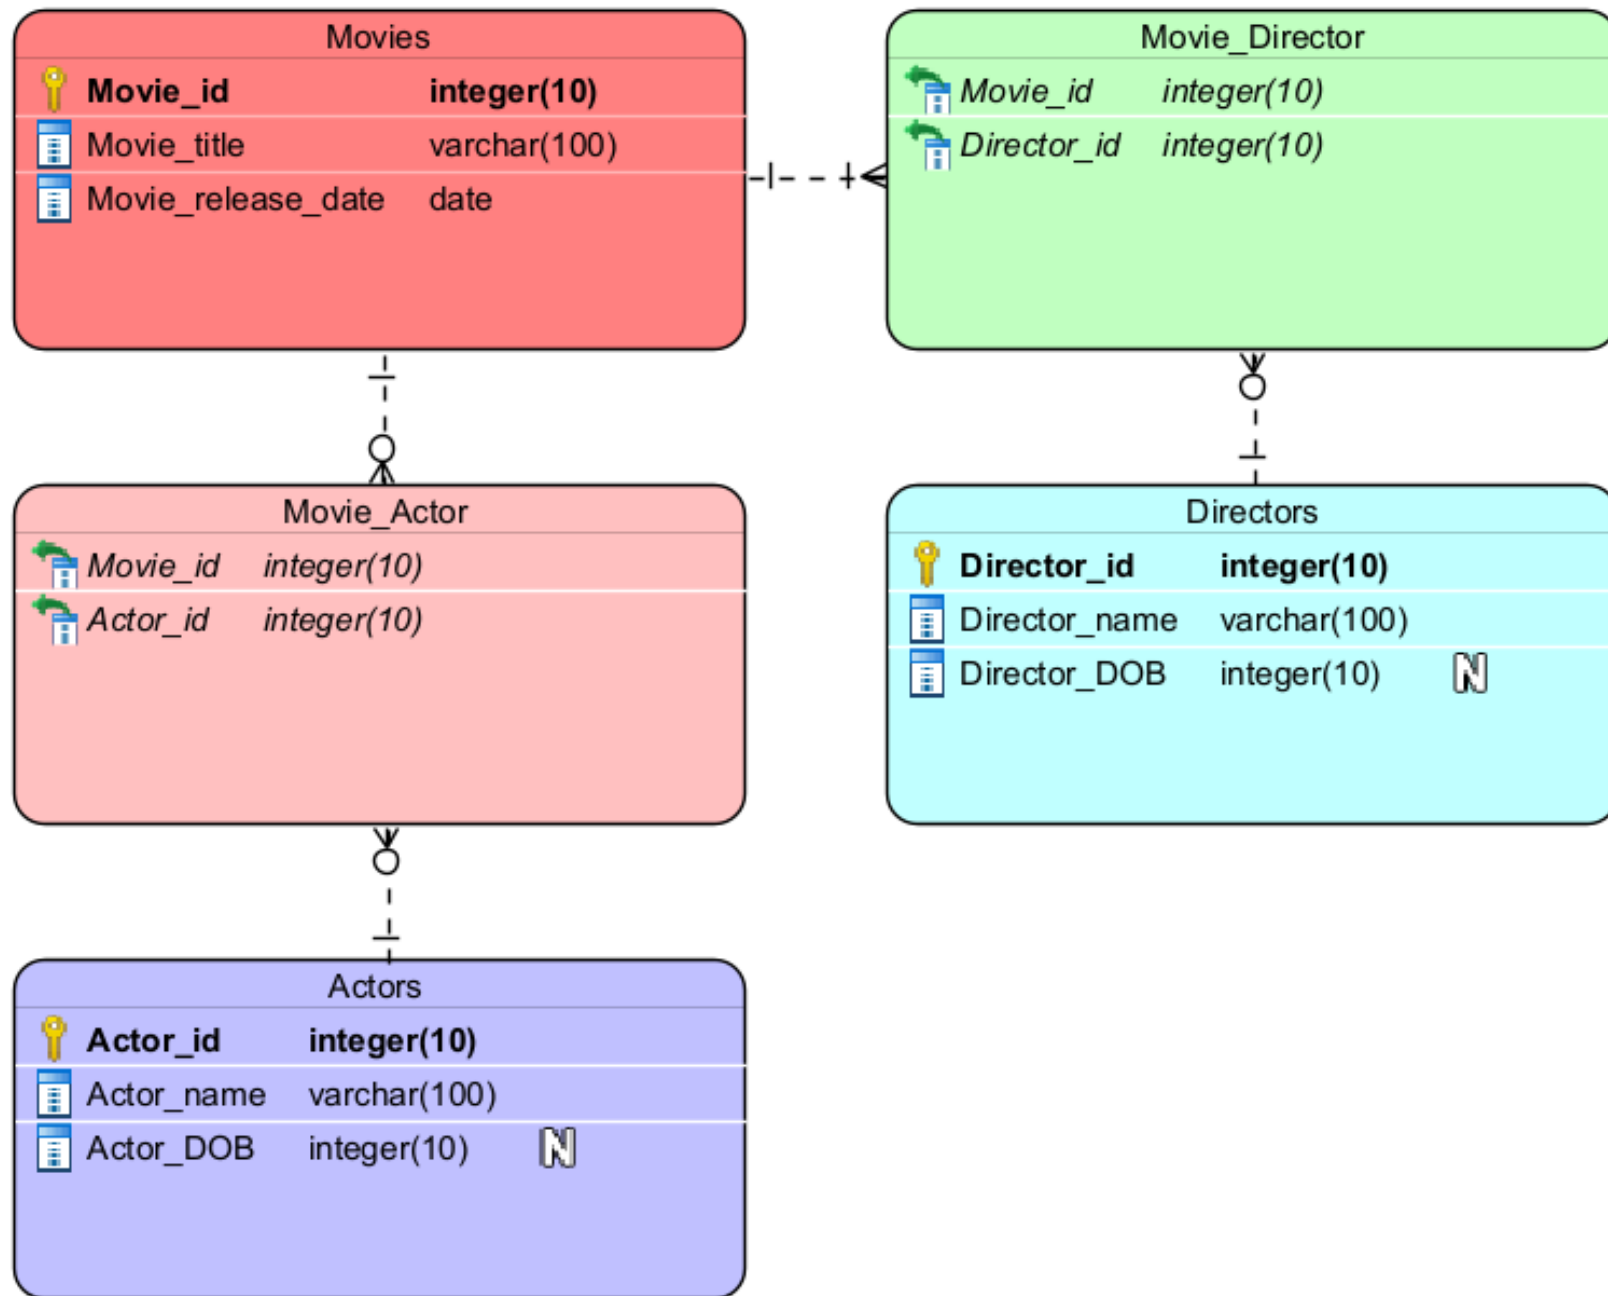 Movies
Movie_id integer(10)
Movie_title varchar(100)
Movie_release_date date
Movie_Director
Movie_id integer(10)
Director_id integer(10)
Movie_Actor
Movie_id integer(10)
Actor_id integer(10)
Directors
Director_id integer(10)
Director_name varchar(100)
Director_DOB integer(10) N
Actors
Actor_id integer(10)
Actor_name varchar(100)
Actor_DOB integer(10) N